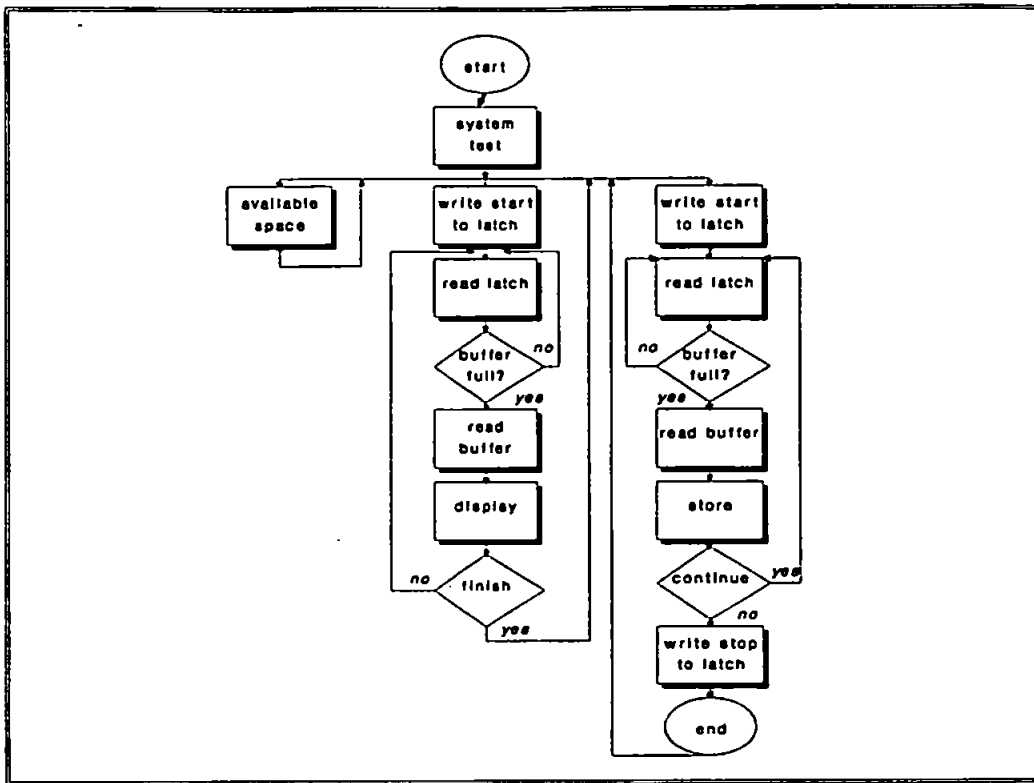 start
system
test
available
space
write start
to latch
write start
to latch
read latch
read latch
buffer
full?
no
no
buffer
full?
yes
yes
read
buffer
read buffer
display
store
no
finish
yes
continue
yes
no
write stop
to latch
end